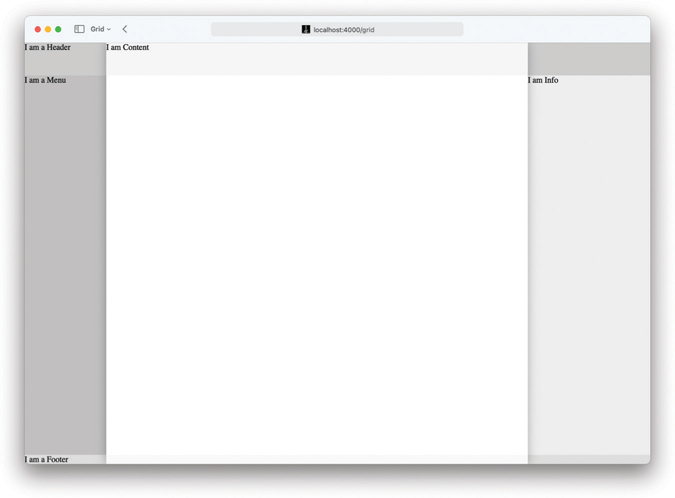 Grid
localhost:4000/grid
I am a Header
I am Content
I am a Menu
I am Info
I am a Footer